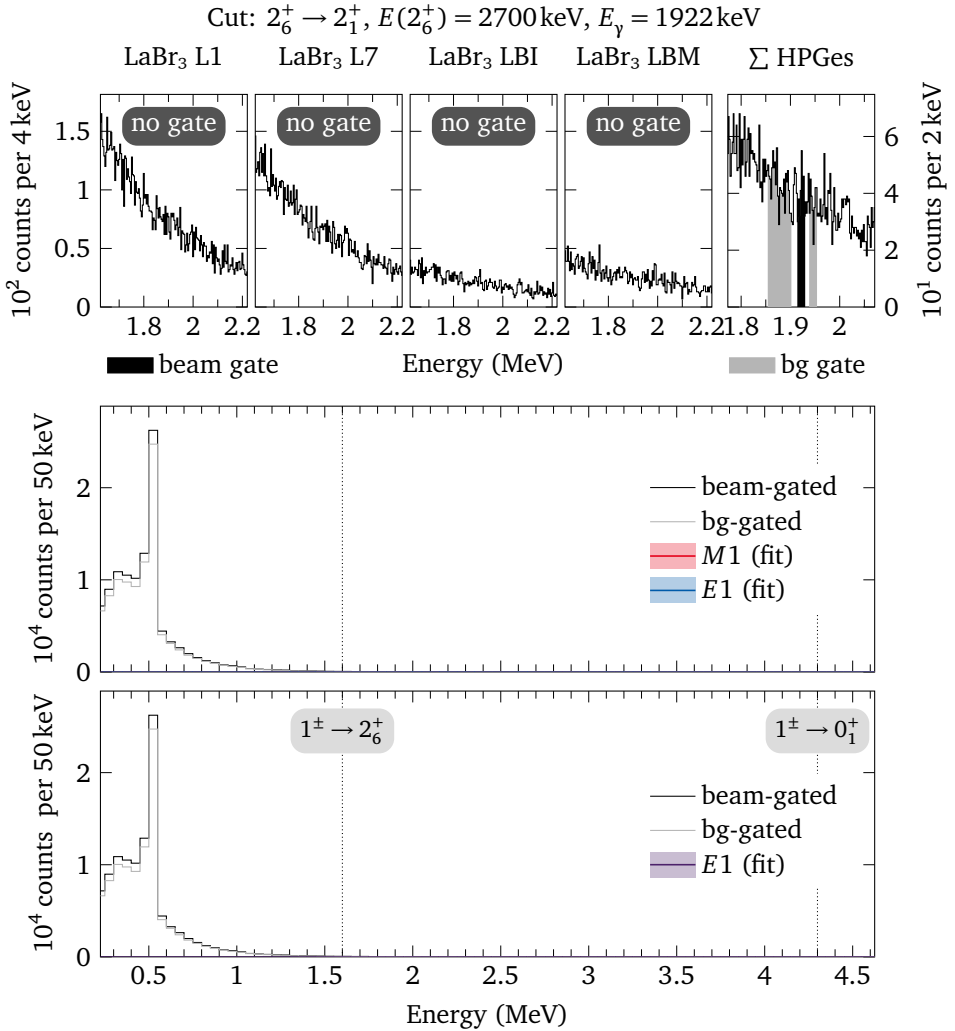 Cut: 2₆⁺ → 2₁⁺, E(2₆⁺) = 2700 keV, Eγ = 1922 keV
LaBr₃ L1 LaBr₃ L7 LaBr₃ LBI LaBr₃ LBM ∑ HPGes
no gate no gate no gate no gate
10² counts per 4 keV
1.5
1
0.5
0
6
4
2
0
10¹ counts per 2 keV
1.8 2 2.2 1.8 2 2.2 1.8 2 2.2 1.8 2 2.2 1.8 1.9 2
beam gate Energy (MeV) bg gate
10⁴ counts per 50 keV
2
1
0
beam-gated
bg-gated
M1 (fit)
E1 (fit)
10⁴ counts per 50 keV
2
1
0
1± → 2₆⁺ 1± → 0₁⁺
beam-gated
bg-gated
E1 (fit)
0.5 1 1.5 2 2.5 3 3.5 4 4.5
Energy (MeV)